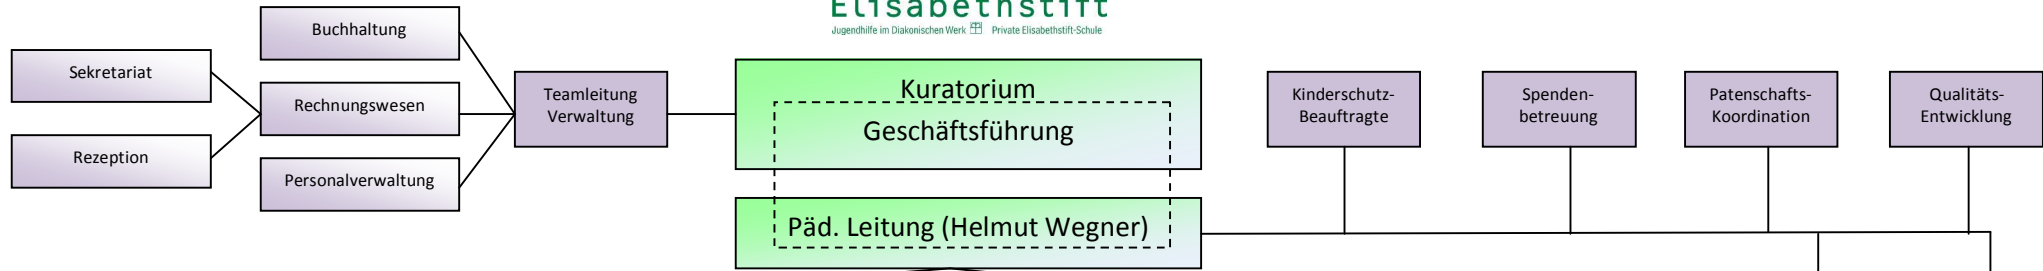 Elisabethstift
Jugendhilfe im Diakonischen Werk Private Elisabethstift-Schule
Buchhaltung
Sekretariat
Rechnungswesen
Rezeption
Personalverwaltung
Teamleitung
Verwaltung
Kuratorium
Geschäftsführung
Päd. Leitung (Helmut Wegner)
Kinderschutz-
Beauftragte
Spenden-
betreuung
Patenschafts-
Koordination
Qualitäts-
Entwicklung